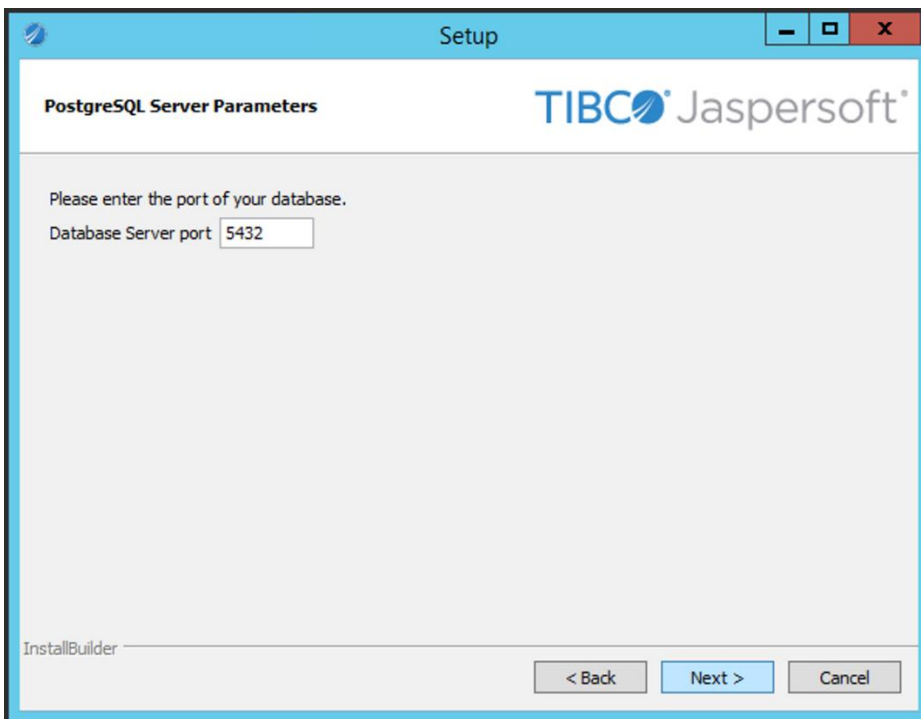 Setup
PostgreSQL Server Parameters
TIBCO® Jaspersoft®
Please enter the port of your database.
Database Server port 5432
InstallBuilder
< Back Next > Cancel